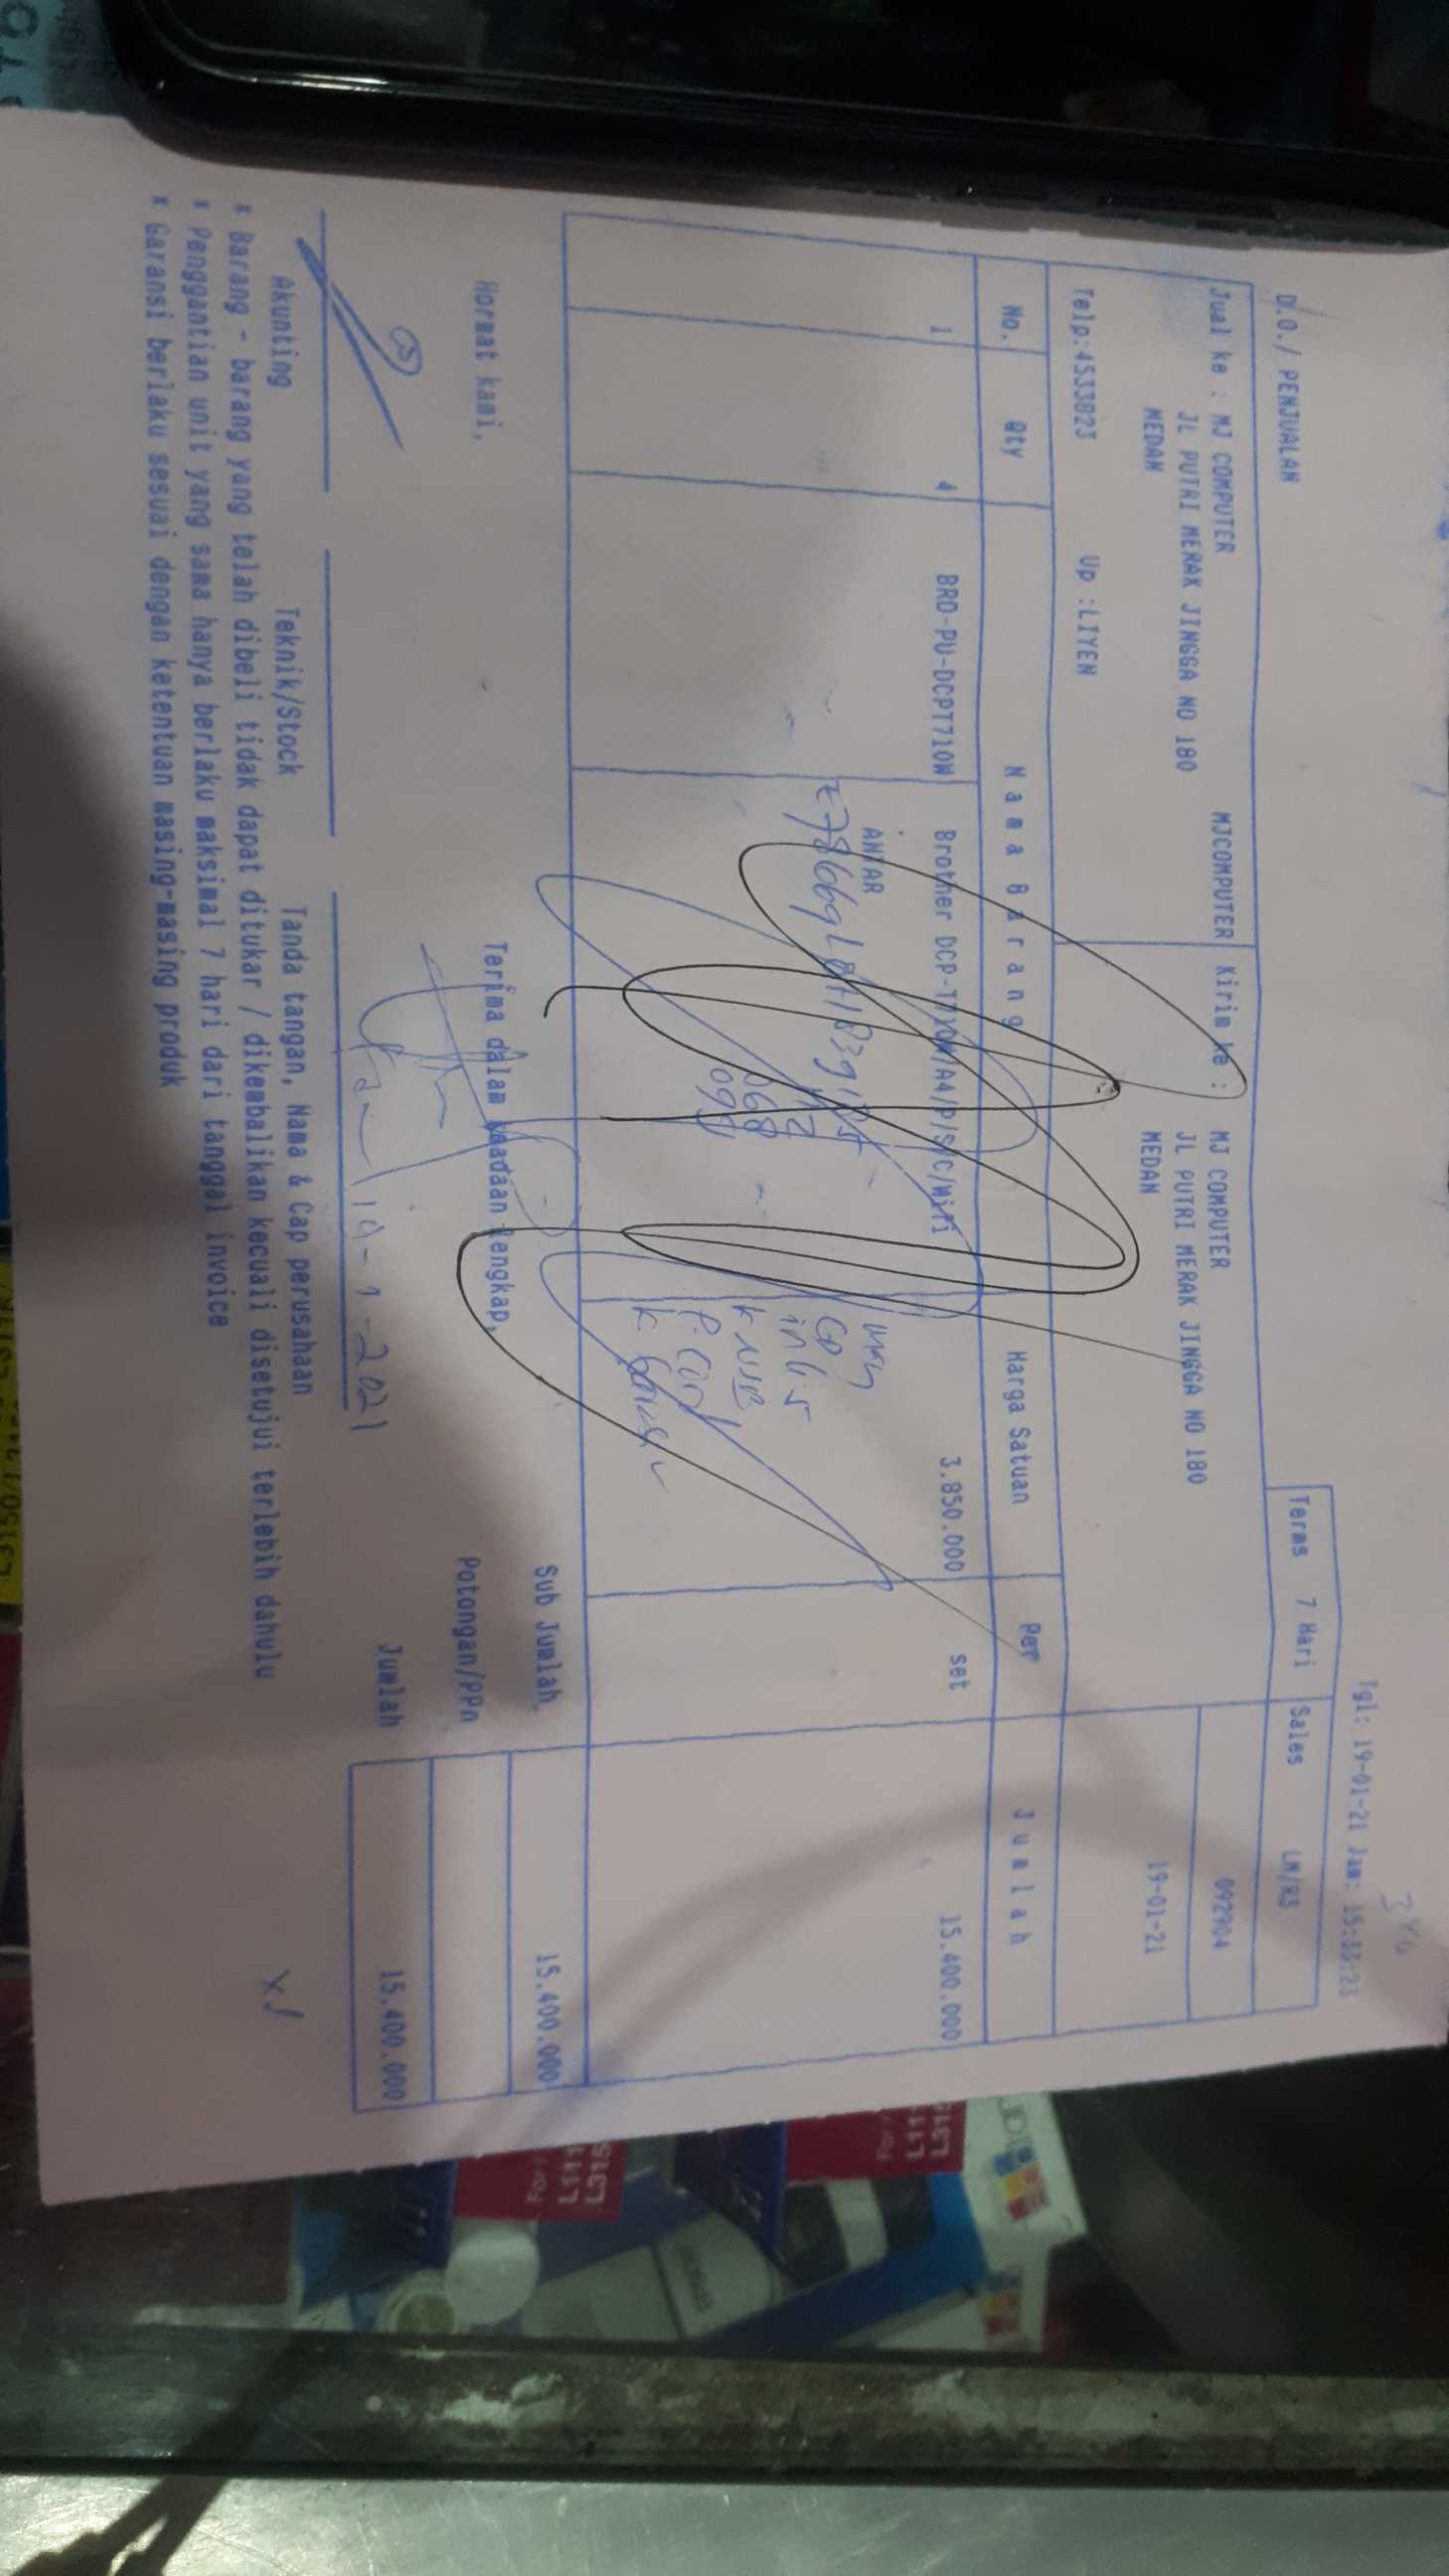 Tgl: 19-01-21 Jam: 15:13:23
D.O./ PENJUALAN
Terms 7 Hari Sales LM/R3
Jual ke : MJ COMPUTER MJCOMPUTER Kirim ke : MJ COMPUTER 092904
JL PUTRI MERAK JINGGA NO 180 JL PUTRI MERAK JINGGA NO 180
MEDAN MEDAN 19-01-21
Telp:4533823 Up :LIYEN
No. Qty Nama Barang Harga Satuan Per Jumlah
1 4 BRO-PU-DCPT710W Brother DCP-T710W/A4/P/S/C/Wifi 3.850.000 set 15.400.000
ANTAR
068
099
Sub Jumlah 15.400.000
Hormat kami, Terima dalam keadaan lengkap,
Potongan/PPn
Jumlah 15.400.000
19-1-2021
Akunting Teknik/Stock Tanda tangan, Nama & Cap perusahaan
* Barang - barang yang telah dibeli tidak dapat ditukar / dikembalikan kecuali disetujui terlebih dahulu
* Penggantian unit yang sama hanya berlaku maksimal 7 hari dari tanggal invoice
* Garansi berlaku sesuai dengan ketentuan masing-masing produk